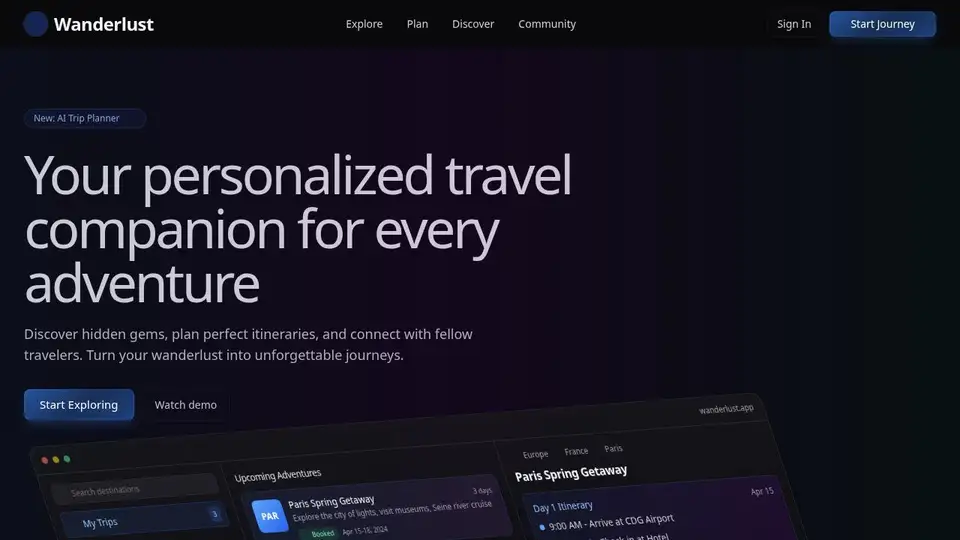 Wanderlust
Explore
Plan
Discover
Community
Sign In
Start Journey
New: AI Trip Planner
Your personalized travel
companion for every
adventure
Discover hidden gems, plan perfect itineraries, and connect with fellow
travelers. Turn your wanderlust into unforgettable journeys.
Start Exploring
Watch demo
wanderlust.app
Search destinations
My Trips
3
Upcoming Adventures
PAR
Paris Spring Getaway
3 days
Explore the city of lights, visit museums, Seine river cruise
Booked
Apr 15-18, 2024
Europe
France
Paris
Paris Spring Getaway
Day 1 Itinerary
Apr 15
9:00 AM - Arrive at CDG Airport
Check in at Hotel